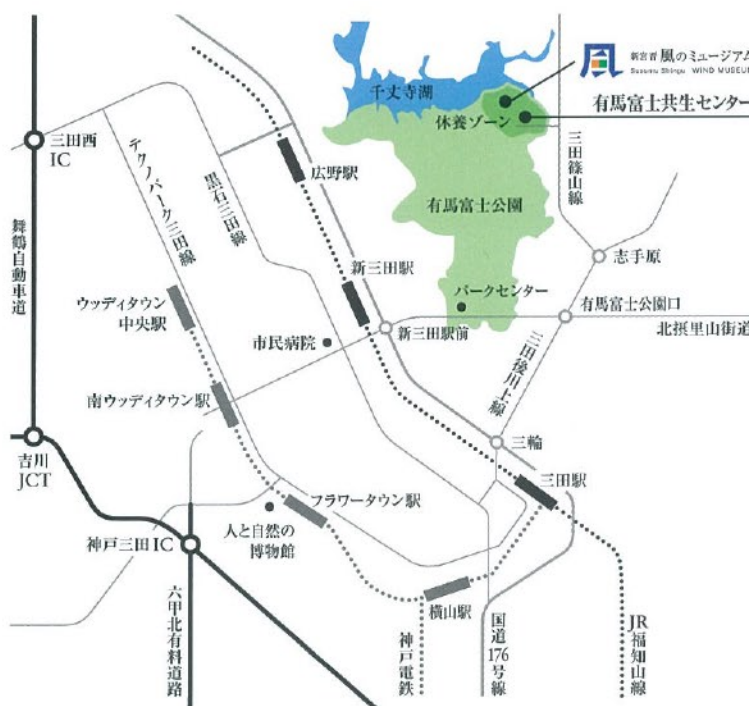 風
新宮晋 風のミュージアム
Susumu Shingu WIND MUSEUM
有馬富士共生センター
千丈寺湖
休養ゾーン
三田西
IC
広野駅
三田篠山線
テクノパーク三田線
黒石三田線
有馬富士公園
舞鶴自動車道
新三田駅
志手原
ウッディタウン
中央駅
パークセンター
有馬富士公園口
市民病院
新三田駅前
北摂里山街道
三田後川上線
南ウッディタウン駅
三輪
吉川
JCT
三田駅
フラワータウン駅
人と自然の
博物館
神戸三田IC
横山駅
六甲北有料道路
神戸電鉄
国道176号線
JR福知山線